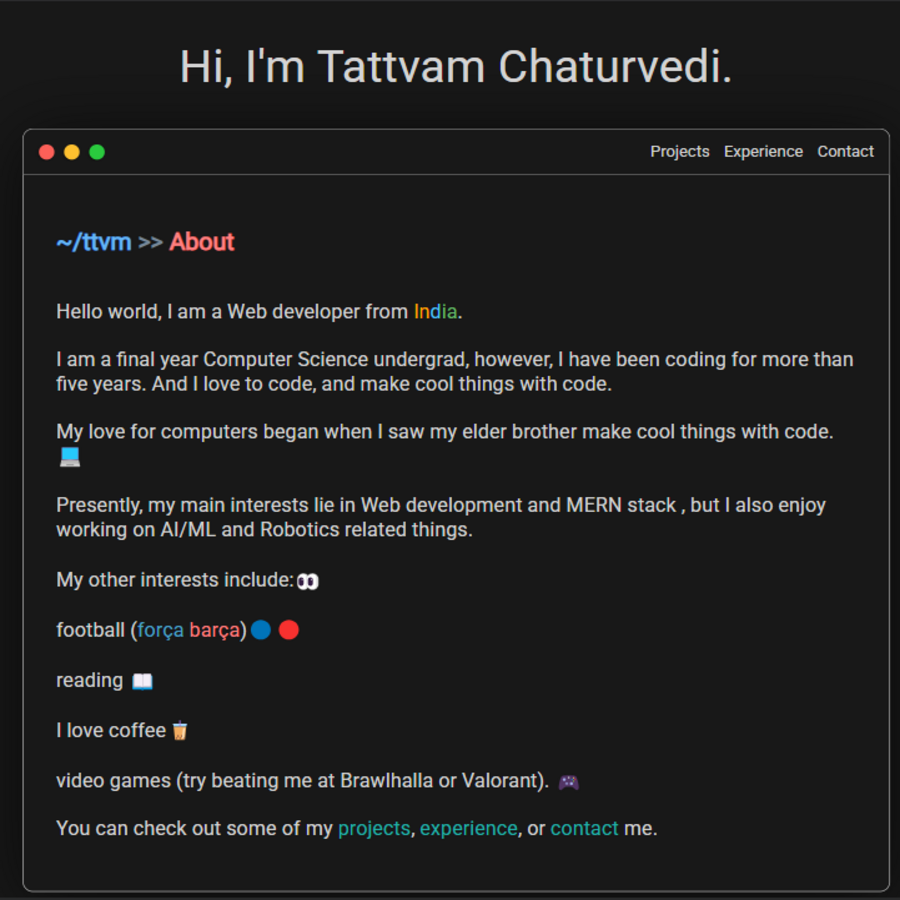 Hi, I'm Tattvam Chaturvedi.
Projects Experience Contact
~/ttvm >> About
Hello world, I am a Web developer from India.
I am a final year Computer Science undergrad, however, I have been coding for more than
five years. And I love to code, and make cool things with code.
My love for computers began when I saw my elder brother make cool things with code.
💻
Presently, my main interests lie in Web development and MERN stack , but I also enjoy
working on AI/ML and Robotics related things.
My other interests include:👀
football (força barça)🔵 🔴
reading 📖
I love coffee🧋
video games (try beating me at Brawlhalla or Valorant). 🎮
You can check out some of my projects, experience, or contact me.